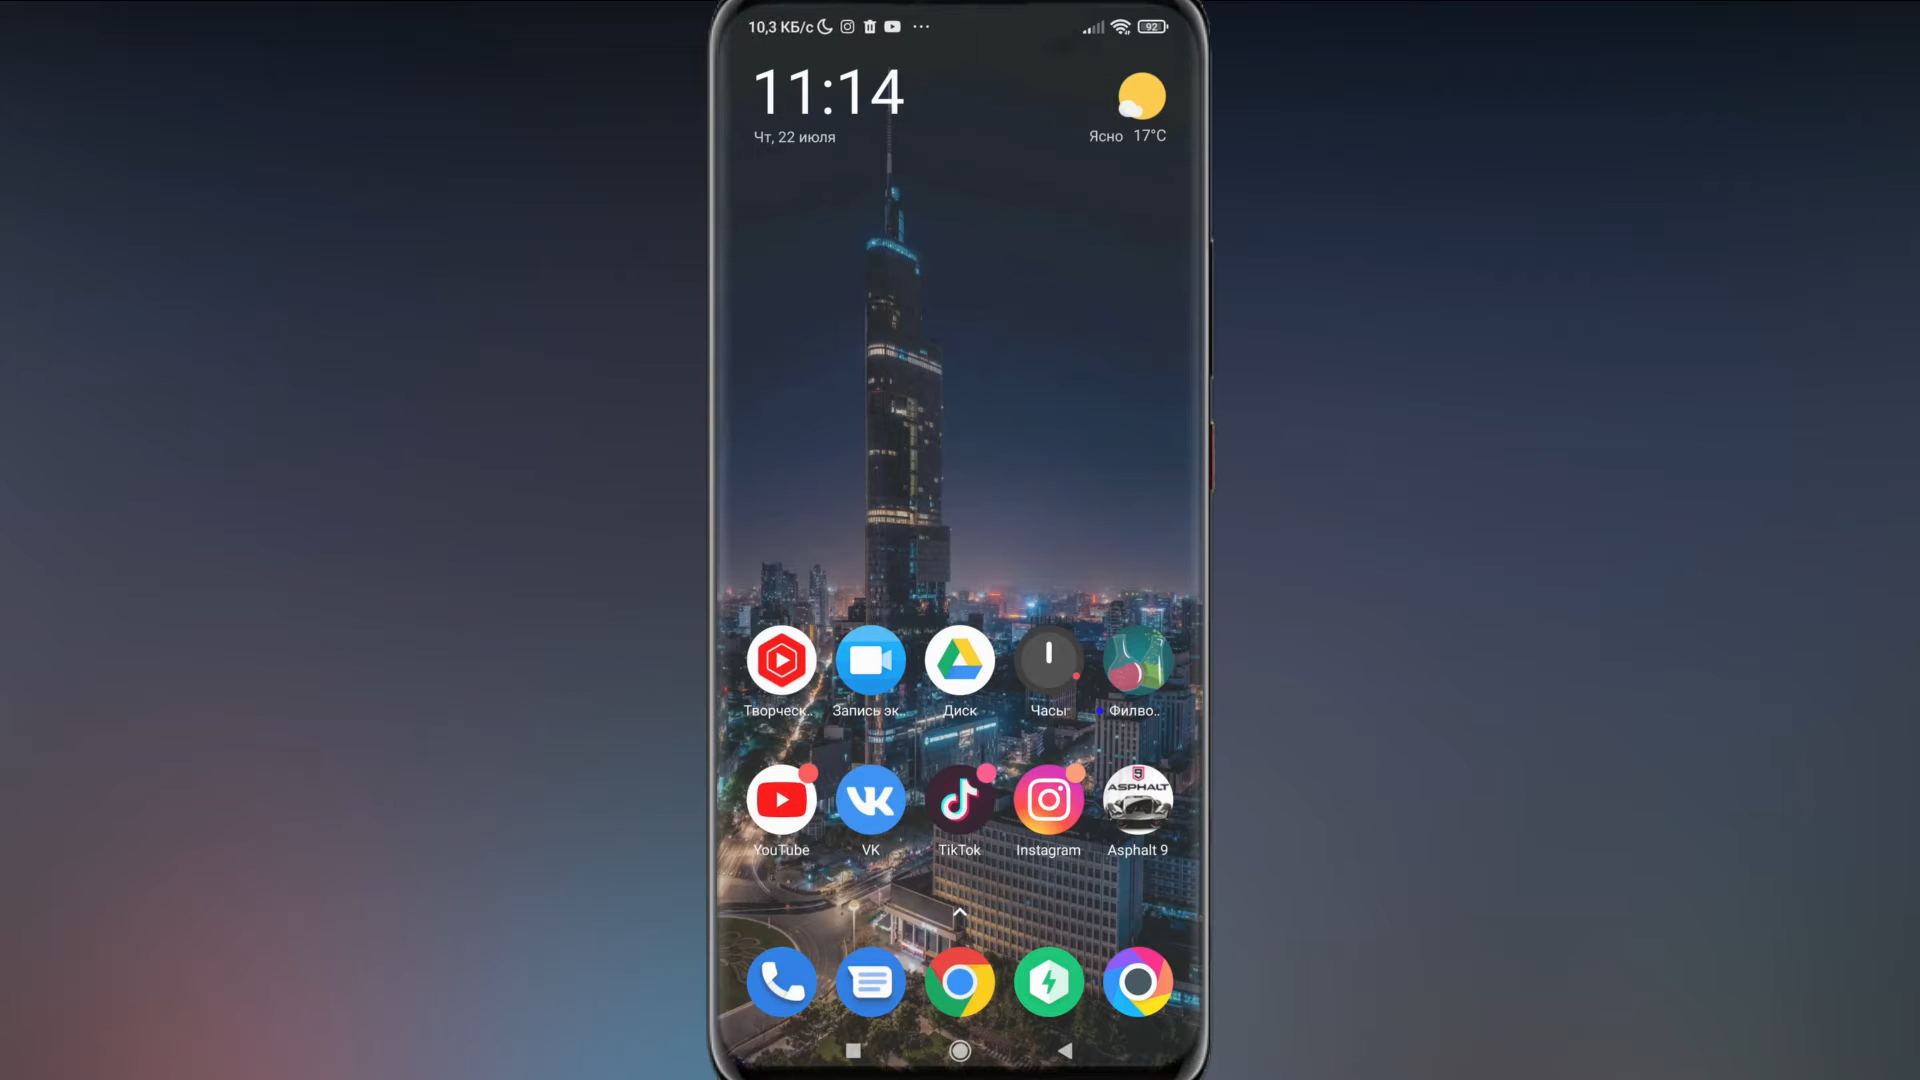 10,3 КБ/с
92
11:14
Чт, 22 июля
Ясно 17°C
Творческ..
Запись эк..
Диск
Часы
Филво..
9
ASPHALT
YouTube
VK
TikTok
Instagram
Asphalt 9